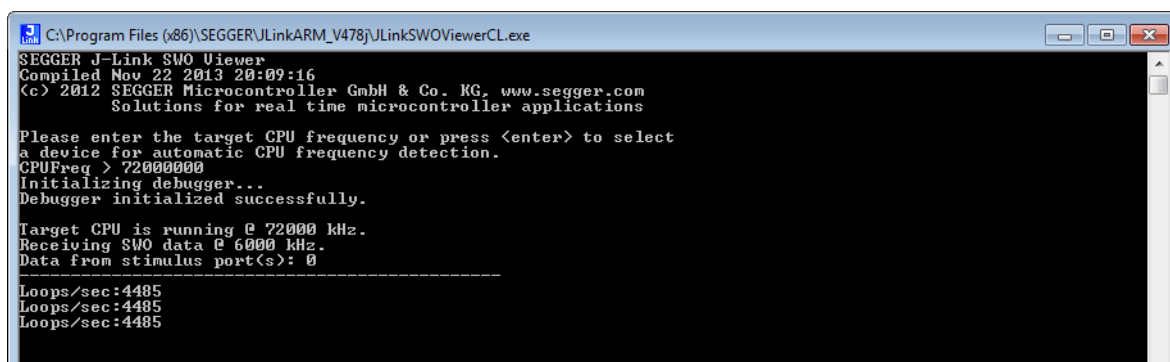 J Link C:\Program Files (x86)\SEGGER\JLinkARM_V478j\JLinkSWOViewerCL.exe
SEGGER J-Link SWO Viewer
Compiled Nov 22 2013 20:09:16
(c) 2012 SEGGER Microcontroller GmbH & Co. KG, www.segger.com
Solutions for real time microcontroller applications
Please enter the target CPU frequency or press <enter> to select
a device for automatic CPU frequency detection.
CPUFreq > 72000000
Initializing debugger...
Debugger initialized successfully.
Target CPU is running @ 72000 kHz.
Receiving SWO data @ 6000 kHz.
Data from stimulus port(s): 0
-----------------------------------------------
Loops/sec:4485
Loops/sec:4485
Loops/sec:4485